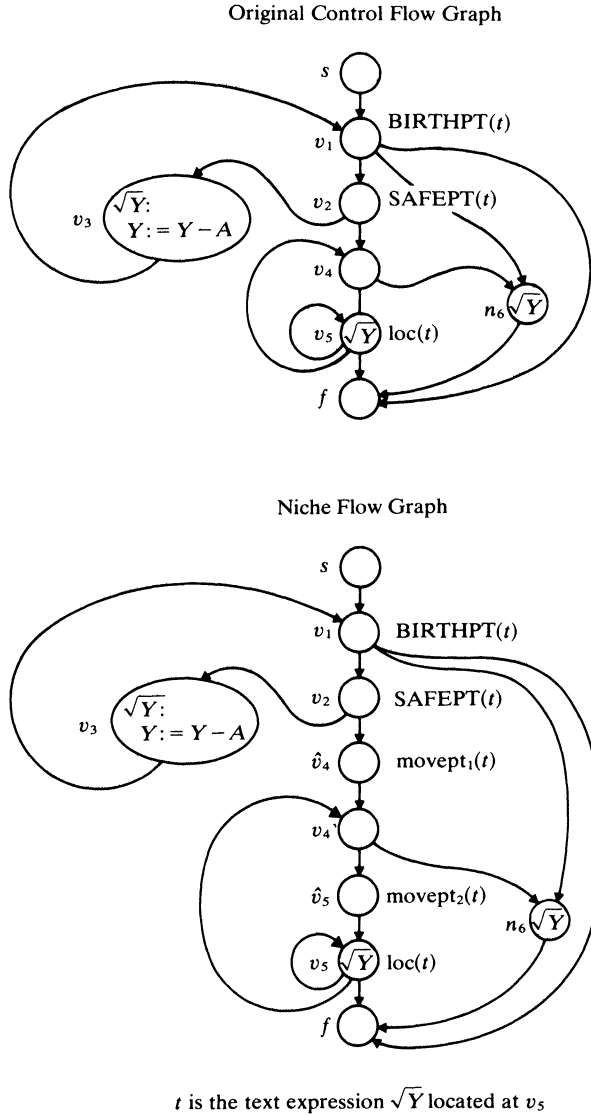 Original Control Flow Graph
s
BIRTHPT(t)
v₁
v₂ SAFEPT(t)
√Y:
v₃ Y: = Y − A
v₄
n₆ √Y
v₅ √Y loc(t)
f
Niche Flow Graph
s
v₁ BIRTHPT(t)
v₂ SAFEPT(t)
√Y:
v₃ Y: = Y − A
v̂₄ movept₁(t)
v₄`
v̂₅ movept₂(t)
n₆ √Y
v₅ √Y loc(t)
f
t is the text expression √Y located at v₅